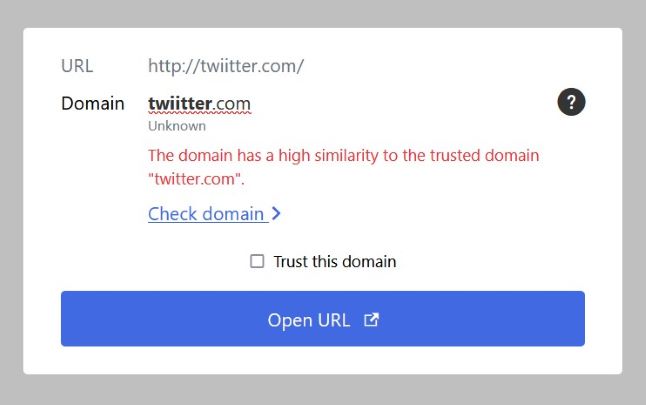 URL http://twiitter.com/
Domain twiitter.com ?
Unknown
The domain has a high similarity to the trusted domain
"twitter.com".
Check domain
Trust this domain
Open URL